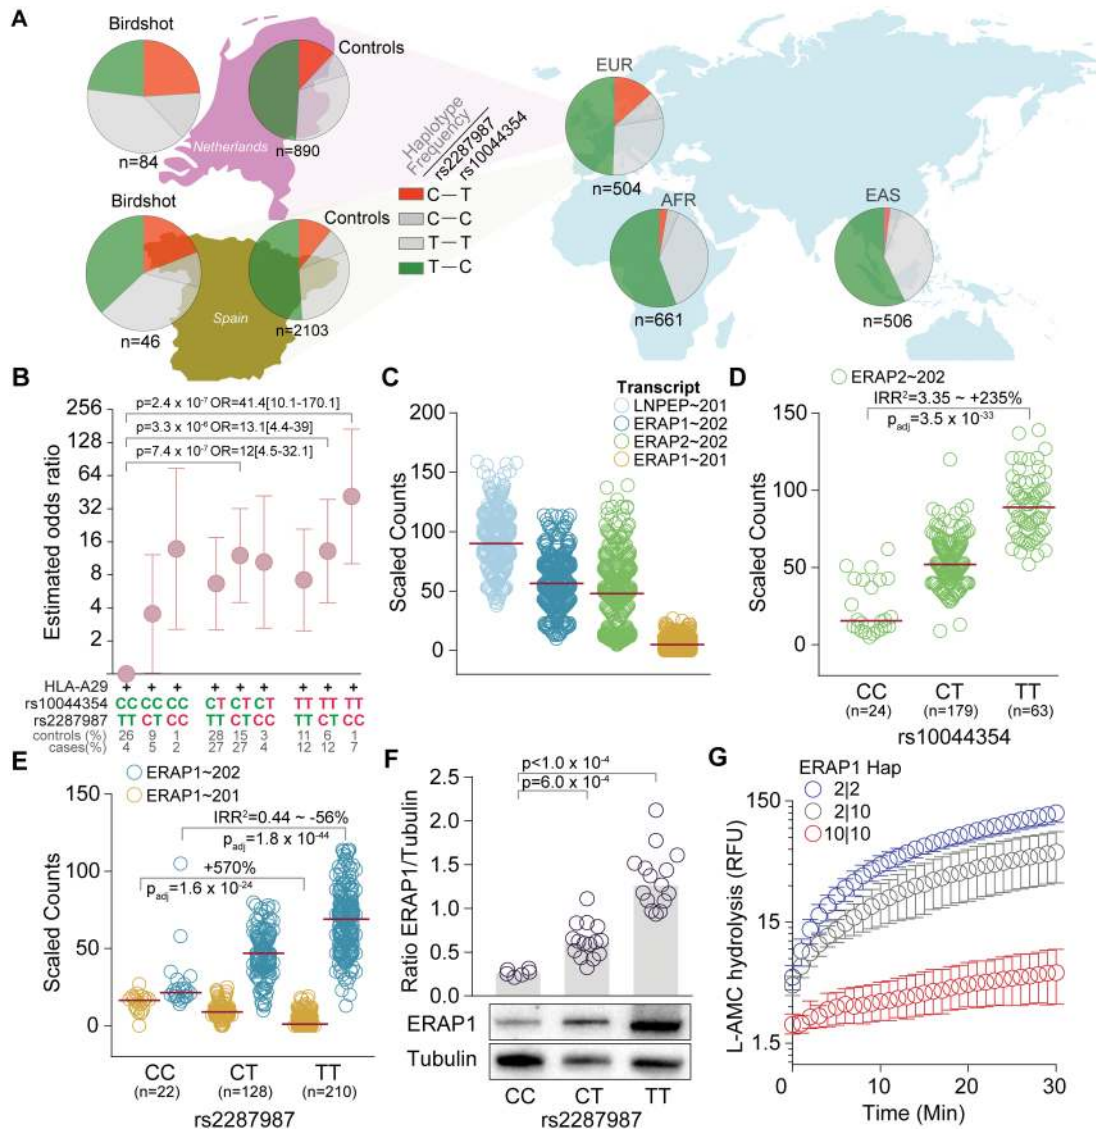 A
Birdshot
Controls
Netherlands
n=84
n=890
Birdshot
Controls
Spain
n=46
n=2103
Haplotype
Frequency
rs2287987
rs10044354
C—T
C—C
T—T
T—C
EUR
n=504
AFR
n=661
EAS
n=506
B
p=2.4 x 10-7 OR=41.4[10.1-170.1]
p=3.3 x 10-6 OR=13.1[4.4-39]
p=7.4 x 10-7 OR=12[4.5-32.1]
Estimated odds ratio
256
128
64
32
16
8
4
2
HLA-A29 + + + + + + + + +
rs10044354 CC CC CC CT CT CT TT TT TT
rs2287987 TT CT CC TT CT CC TT CT CC
controls (%) 26 9 1 28 15 3 11 6 1
cases(%) 4 5 2 27 27 4 12 12 7
C
Transcript
LNPEP~201
ERAP1~202
ERAP2~202
ERAP1~201
Scaled Counts
200
150
100
50
0
D
ERAP2~202
IRR2=3.35 ~ +235%
padj=3.5 x 10-33
Scaled Counts
150
100
50
0
CC CT TT
(n=24) (n=179) (n=63)
rs10044354
E
ERAP1~202
ERAP1~201
IRR2=0.44 ~ -56%
padj=1.8 x 10-44
+570%
padj=1.6 x 10-24
Scaled Counts
150
100
50
0
CC CT TT
(n=22) (n=128) (n=210)
rs2287987
F
p<1.0 x 10-4
p=6.0 x 10-4
Ratio ERAP1/Tubulin
2.5
2.0
1.5
1.0
0.5
0.0
ERAP1
Tubulin
CC CT TT
rs2287987
G
ERAP1 Hap
2|2
2|10
10|10
L-AMC hydrolysis (RFU)
150
15
1.5
0 10 20 30
Time (Min)